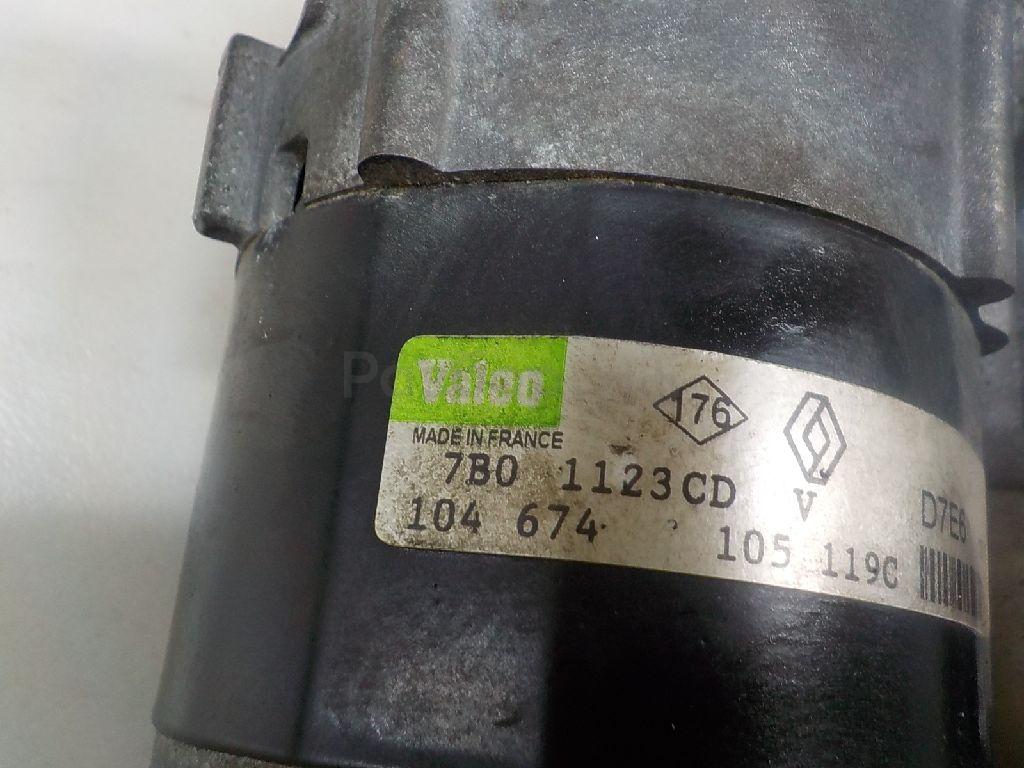 Valeo
MADE IN FRANCE
176
V
7B0 1123CD
D7E6
104 674 105 119C